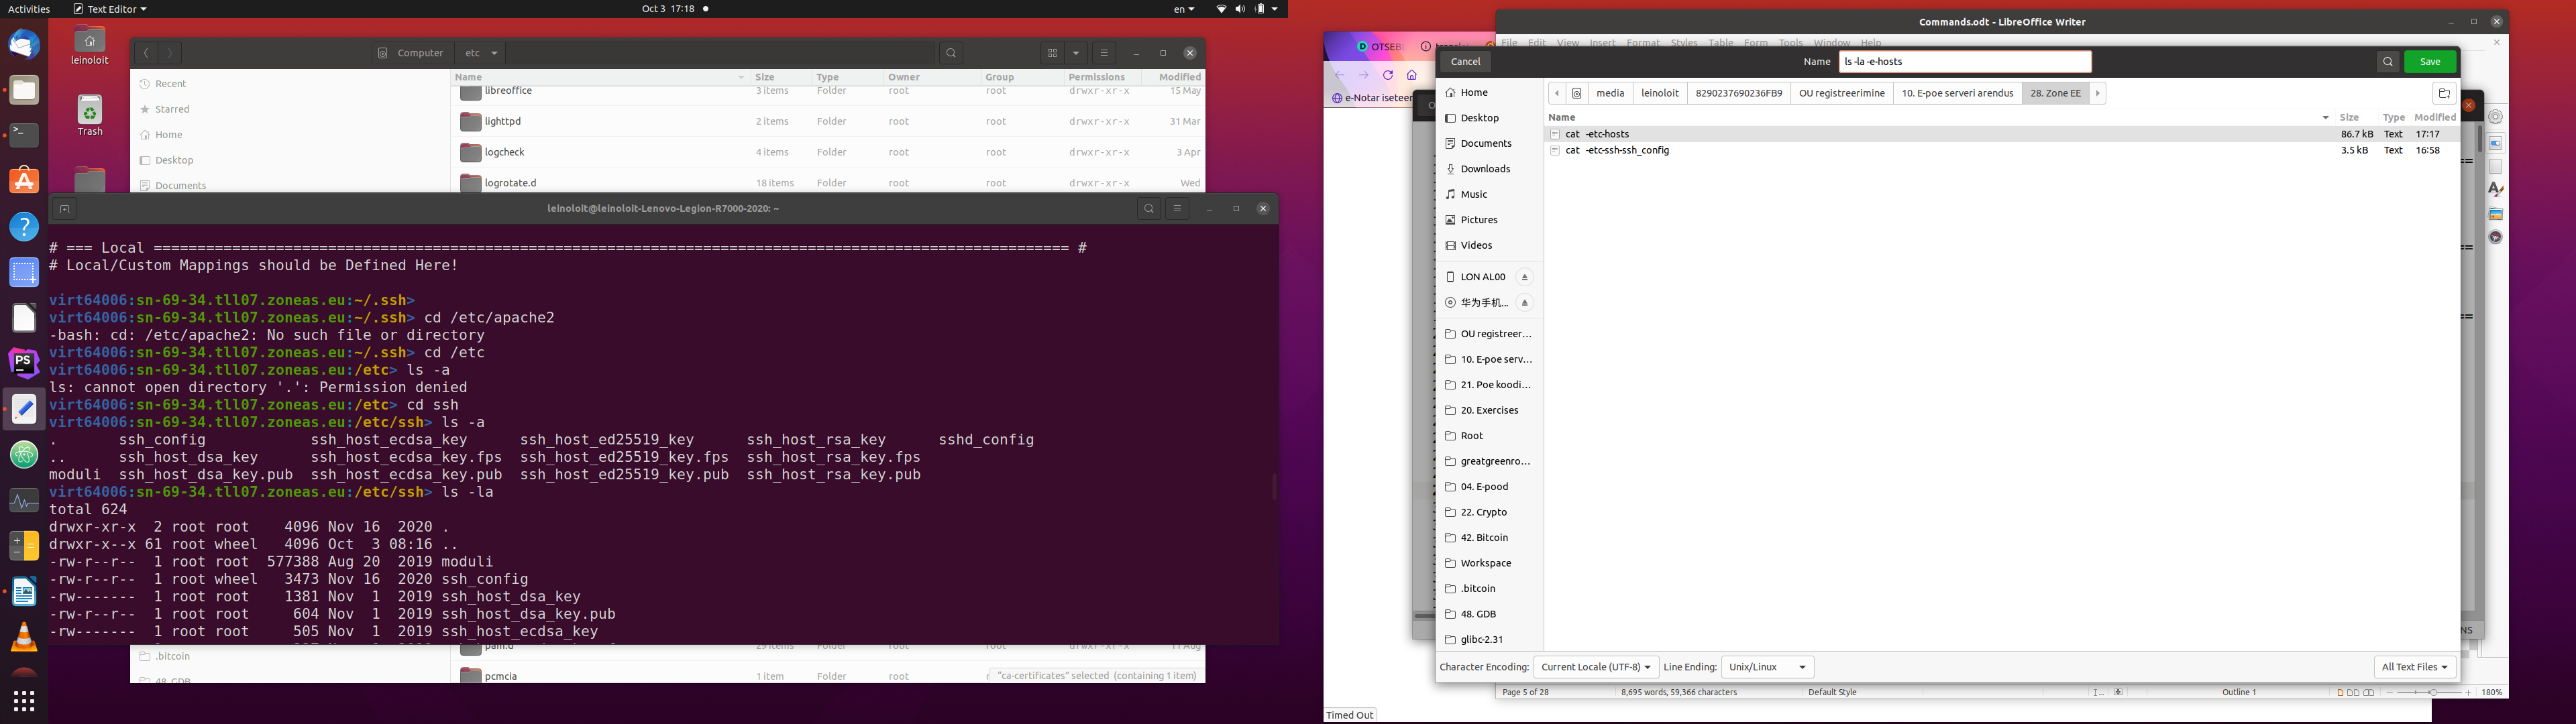 Activities
Text Editor
Oct 3 17:18
en
leinoloit
Trash
Computer
etc
Recent
Starred
Home
Desktop
Documents
Name Size Type Owner Group Permissions Modified
libreoffice 3 items Folder root root drwxr-xr-x 15 May
lighttpd 2 items Folder root root drwxr-xr-x 31 Mar
logcheck 4 items Folder root root drwxr-xr-x 3 Apr
logrotate.d 18 items Folder root root drwxr-xr-x Wed
leinoloit@leinoloit-Lenovo-Legion-R7000-2020: ~
# === Local ========================================================================================================= #
# Local/Custom Mappings should be Defined Here!
virt64006:sn-69-34.tll07.zoneas.eu:~/.ssh>
virt64006:sn-69-34.tll07.zoneas.eu:~/.ssh> cd /etc/apache2
-bash: cd: /etc/apache2: No such file or directory
virt64006:sn-69-34.tll07.zoneas.eu:~/.ssh> cd /etc
virt64006:sn-69-34.tll07.zoneas.eu:/etc> ls -a
ls: cannot open directory '.': Permission denied
virt64006:sn-69-34.tll07.zoneas.eu:/etc> cd ssh
virt64006:sn-69-34.tll07.zoneas.eu:/etc/ssh> ls -a
. ssh_config ssh_host_ecdsa_key ssh_host_ed25519_key ssh_host_rsa_key sshd_config
.. ssh_host_dsa_key ssh_host_ecdsa_key.fps ssh_host_ed25519_key.fps ssh_host_rsa_key.fps
moduli ssh_host_dsa_key.pub ssh_host_ecdsa_key.pub ssh_host_ed25519_key.pub ssh_host_rsa_key.pub
virt64006:sn-69-34.tll07.zoneas.eu:/etc/ssh> ls -la
total 624
drwxr-xr-x 2 root root 4096 Nov 16 2020 .
drwxr-x--x 61 root wheel 4096 Oct 3 08:16 ..
-rw-r--r-- 1 root root 577388 Aug 20 2019 moduli
-rw-r--r-- 1 root wheel 3473 Nov 16 2020 ssh_config
-rw------- 1 root root 1381 Nov 1 2019 ssh_host_dsa_key
-rw-r--r-- 1 root root 604 Nov 1 2019 ssh_host_dsa_key.pub
-rw------- 1 root root 505 Nov 1 2019 ssh_host_ecdsa_key
.bitcoin
48. GDB
pam.d 29 items Folder root root drwxr-xr-x 11 Aug
pcmcia 1 item Folder root
"ca-certificates" selected (containing 1 item)
Commands.odt - LibreOffice Writer
File Edit View Insert Format Styles Table Form Tools Window Help
OTSEBL
e-Notar iseteer
Cancel
Name
ls -la -e-hosts
Save
media
leinoloit
8290237690236FB9
OU registreerimine
10. E-poe serveri arendus
28. Zone EE
Name Size Type Modified
cat -etc-hosts 86.7 kB Text 17:17
cat -etc-ssh-ssh_config 3.5 kB Text 16:58
Home
Desktop
Documents
Downloads
Music
Pictures
Videos
LON AL00
华为手机...
OU registreer...
10. E-poe serv...
21. Poe koodi...
20. Exercises
Root
greatgreenro...
04. E-pood
22. Crypto
42. Bitcoin
Workspace
.bitcoin
48. GDB
glibc-2.31
Character Encoding: Current Locale (UTF-8)
Line Ending: Unix/Linux
All Text Files
NS
Page 5 of 28
8,695 words, 59,366 characters
Default Style
Outline 1
180%
Timed Out